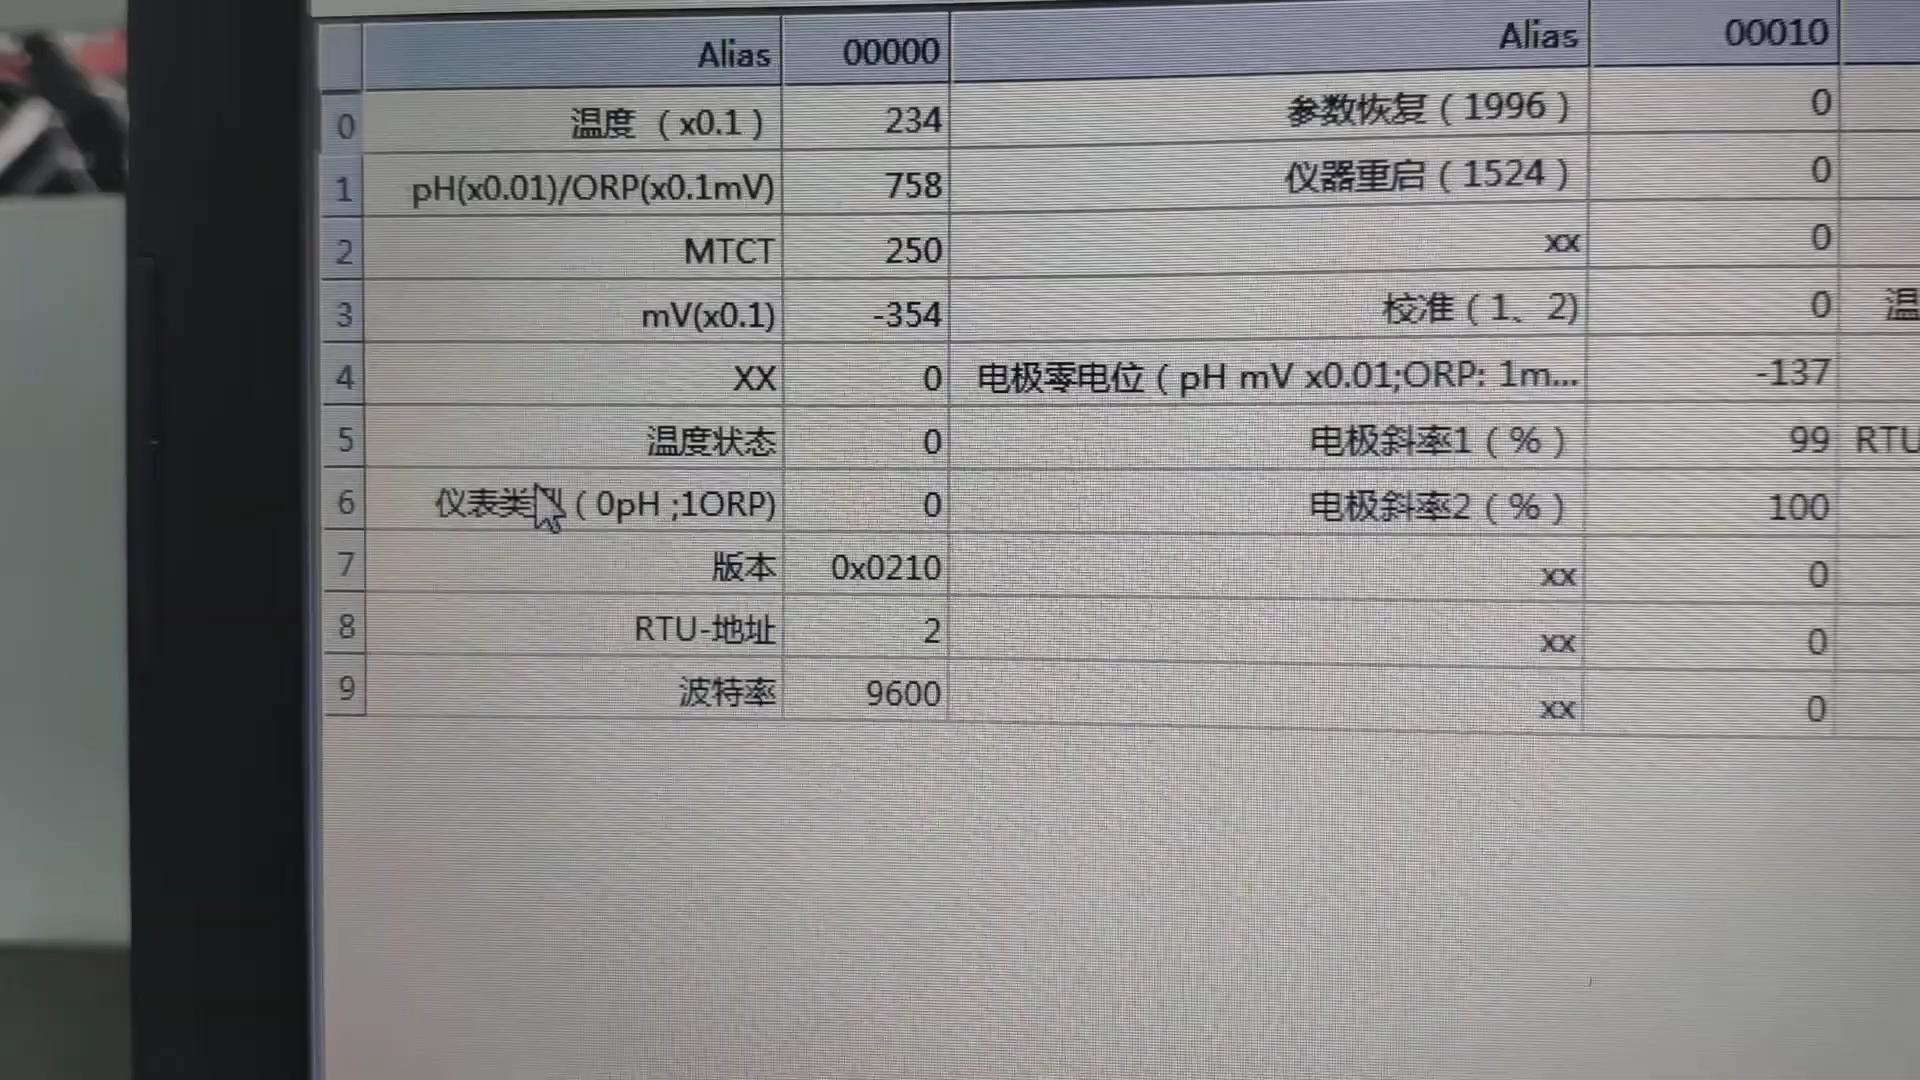 Alias 00000 Alias 00010
0 温度（x0.1） 234 参数恢复（1996） 0
1 pH(x0.01)/ORP(x0.1mV) 758 仪器重启（1524） 0
2 MTCT 250 xx 0
3 mV(x0.1) -354 校准（1、2) 0 温
4 XX 0 电极零电位（pH mV x0.01;ORP: 1m... -137
5 温度状态 0 电极斜率1（%） 99 RTU
6 仪表类型（0pH ;1ORP) 0 电极斜率2（%） 100
7 版本 0x0210 xx 0
8 RTU-地址 2 xx 0
9 波特率 9600 xx 0